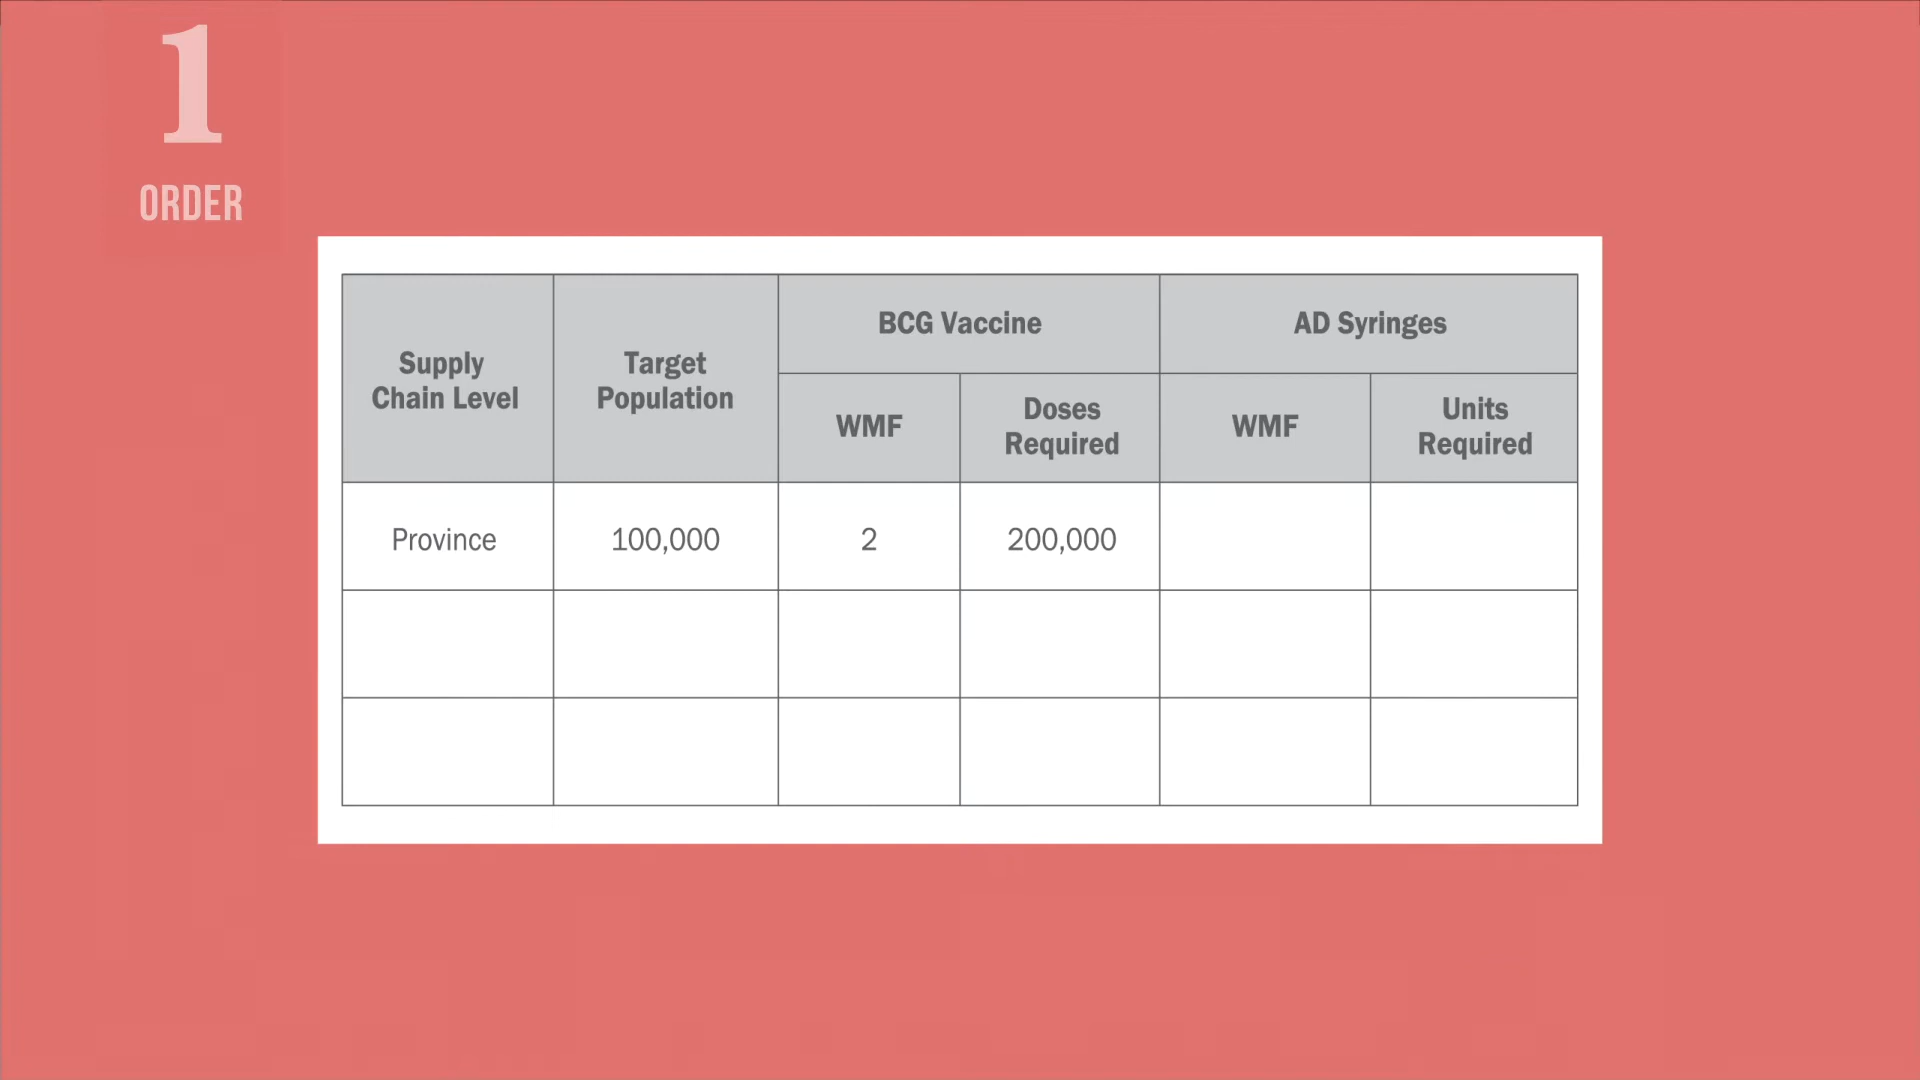 1
ORDER
Supply
Chain Level
Target
Population
BCG Vaccine
AD Syringes
WMF
Doses
Required
WMF
Units
Required
Province
100,000
2
200,000